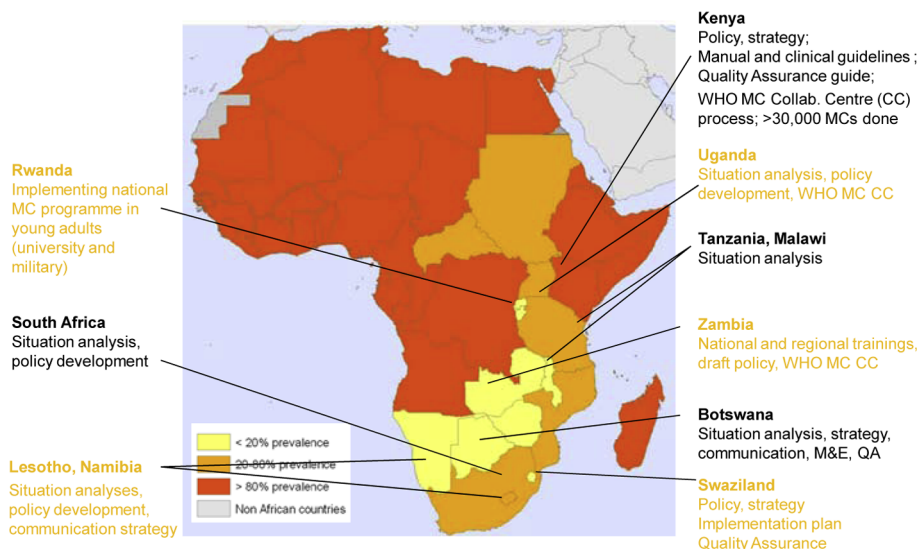 Kenya
Policy, strategy;
Manual and clinical guidelines ;
Quality Assurance guide;
WHO MC Collab. Centre (CC)
process; >30,000 MCs done
Rwanda
Implementing national
MC programme in
young adults
(university and
military)
Uganda
Situation analysis, policy
development, WHO MC CC
Tanzania, Malawi
Situation analysis
South Africa
Situation analysis,
policy development
Zambia
National and regional trainings,
draft policy, WHO MC CC
Botswana
Situation analysis, strategy,
communication, M&E, QA
< 20% prevalence
20-80% prevalence
> 80% prevalence
Non African countries
Lesotho, Namibia
Situation analyses,
policy development,
communication strategy
Swaziland
Policy, strategy
Implementation plan
Quality Assurance